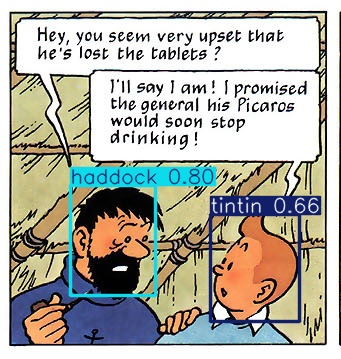 Hey, you seem very upset that
he's lost the tablets ?
I'll say I am! I promised
the general his Picaros
would soon stop
drinking!
haddock 0.80
tintin 0.66